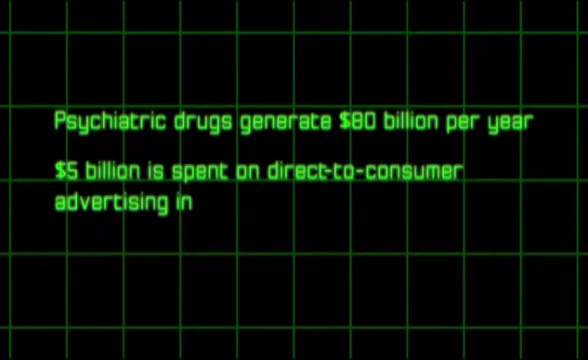 Psychiatric drugs generate $80 billion per year
$5 billion is spent on direct-to-consumer
advertising in